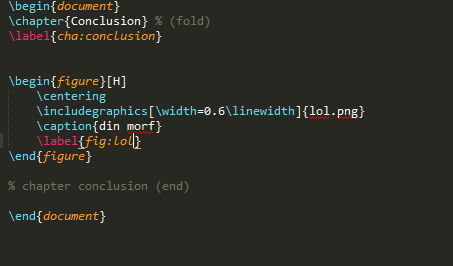 \begin{document}
\chapter{Conclusion} % (fold)
\label{cha:conclusion}
\begin{figure}[H]
\centering
\includegraphics[\width=0.6\linewidth]{lol.png}
\caption{din morf}
\label{fig:lol}
\end{figure}
% chapter conclusion (end)
\end{document}